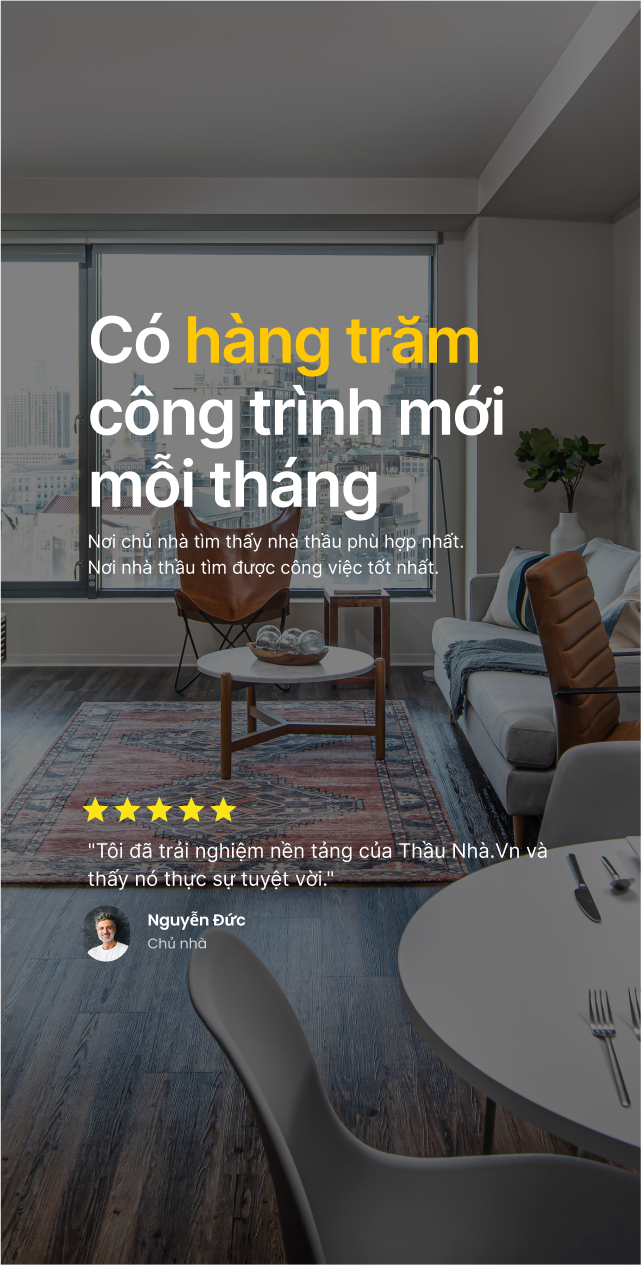 Có hàng trăm
công trình mới
mỗi tháng
Nơi chủ nhà tìm thấy nhà thầu phù hợp nhất.
Nơi nhà thầu tìm được công việc tốt nhất.
"Tôi đã trải nghiệm nền tảng của Thầu Nhà.Vn và
thấy nó thực sự tuyệt vời."
Nguyễn Đức
Chủ nhà